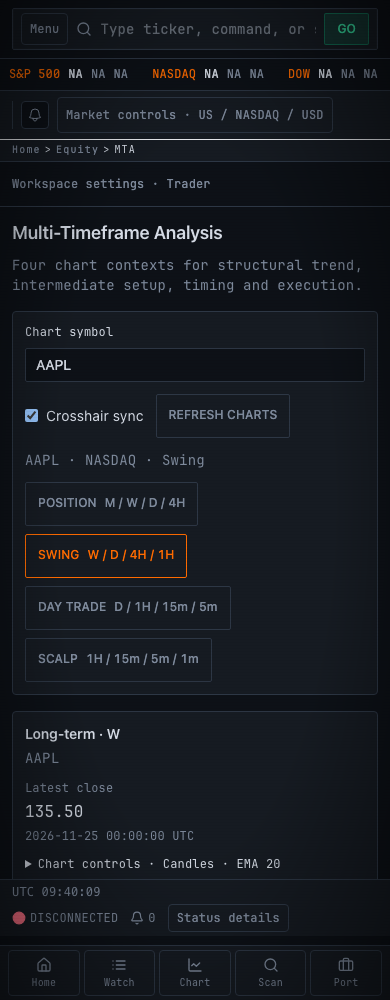 Menu Type ticker, command, or s GO
S&P 500 NA NA NA NASDAQ NA NA NA DOW NA NA NA
Market controls · US / NASDAQ / USD
Home > Equity > MTA
Workspace settings · Trader
Multi-Timeframe Analysis
Four chart contexts for structural trend,
intermediate setup, timing and execution.
Chart symbol
AAPL
Crosshair sync REFRESH CHARTS
AAPL · NASDAQ · Swing
POSITION M / W / D / 4H
SWING W / D / 4H / 1H
DAY TRADE D / 1H / 15m / 5m
SCALP 1H / 15m / 5m / 1m
Long-term · W
AAPL
Latest close
135.50
2026-11-25 00:00:00 UTC
Chart controls · Candles · EMA 20
UTC 09:40:09
DISCONNECTED 0 Status details
Home Watch Chart Scan Port